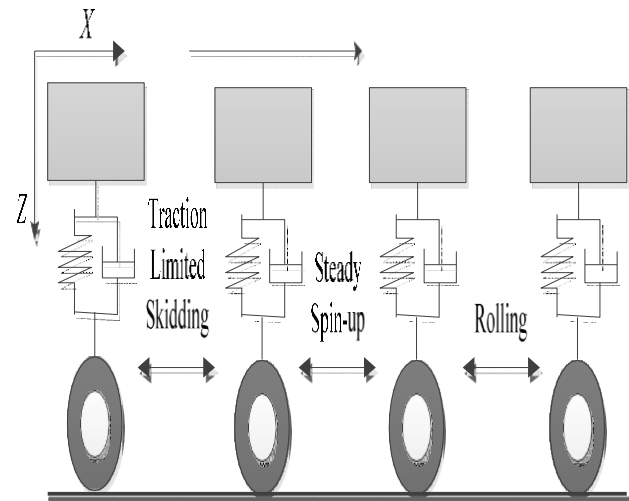 X
Z
Traction
Limited
Skidding
Steady
Spin-up
Rolling